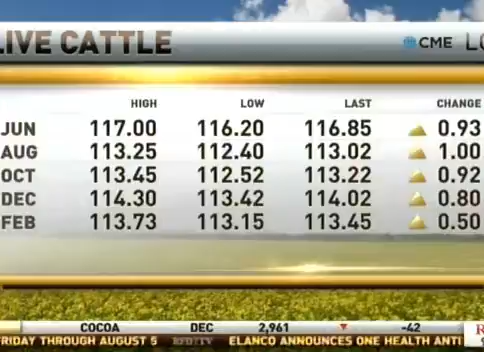 LIVE CATTLE CME
HIGH LOW LAST CHANGE
JUN 117.00 116.20 116.85 0.93
AUG 113.25 112.40 113.02 1.00
OCT 113.45 112.52 113.22 0.92
DEC 114.30 113.42 114.02 0.80
FEB 113.73 113.15 113.45 0.50
COCOA DEC 2,961 -42
FRIDAY THROUGH AUGUST 5 RFD-TV ELANCO ANNOUNCES ONE HEALTH ANTI